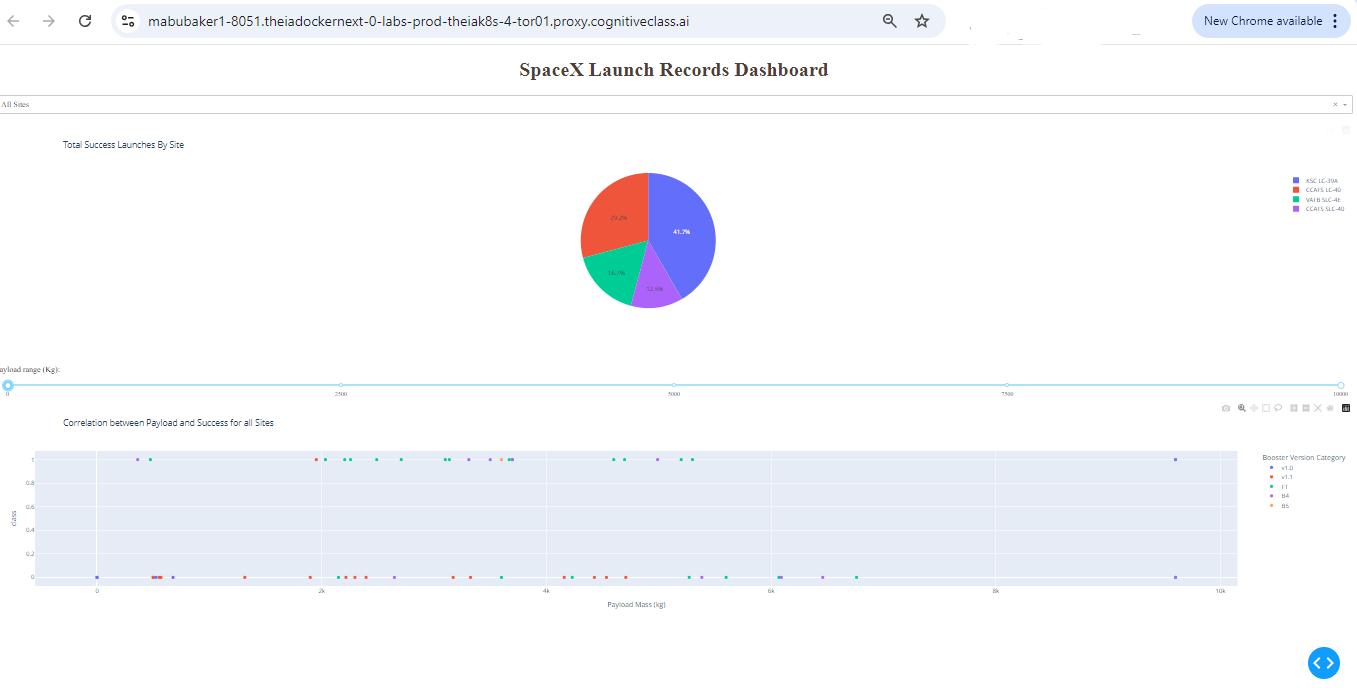 mabubaker1-8051.theiadockernext-0-labs-prod-theiak8s-4-tor01.proxy.cognitiveclass.ai
New Chrome available
SpaceX Launch Records Dashboard
All Sites
Total Success Launches By Site
KSC LC-39A
CCAFS LC-40
VAFB SLC-4E
CCAFS SLC-40
29.2%
41.7%
16.7%
12.5%
ayload range (Kg):
0 2500 5000 7500 10000
Correlation between Payload and Success for all Sites
Booster Version Category
v1.0
v1.1
FT
B4
B5
class
1
0.8
0.6
0.4
0.2
0
0 2k 4k 6k 8k 10k
Payload Mass (kg)